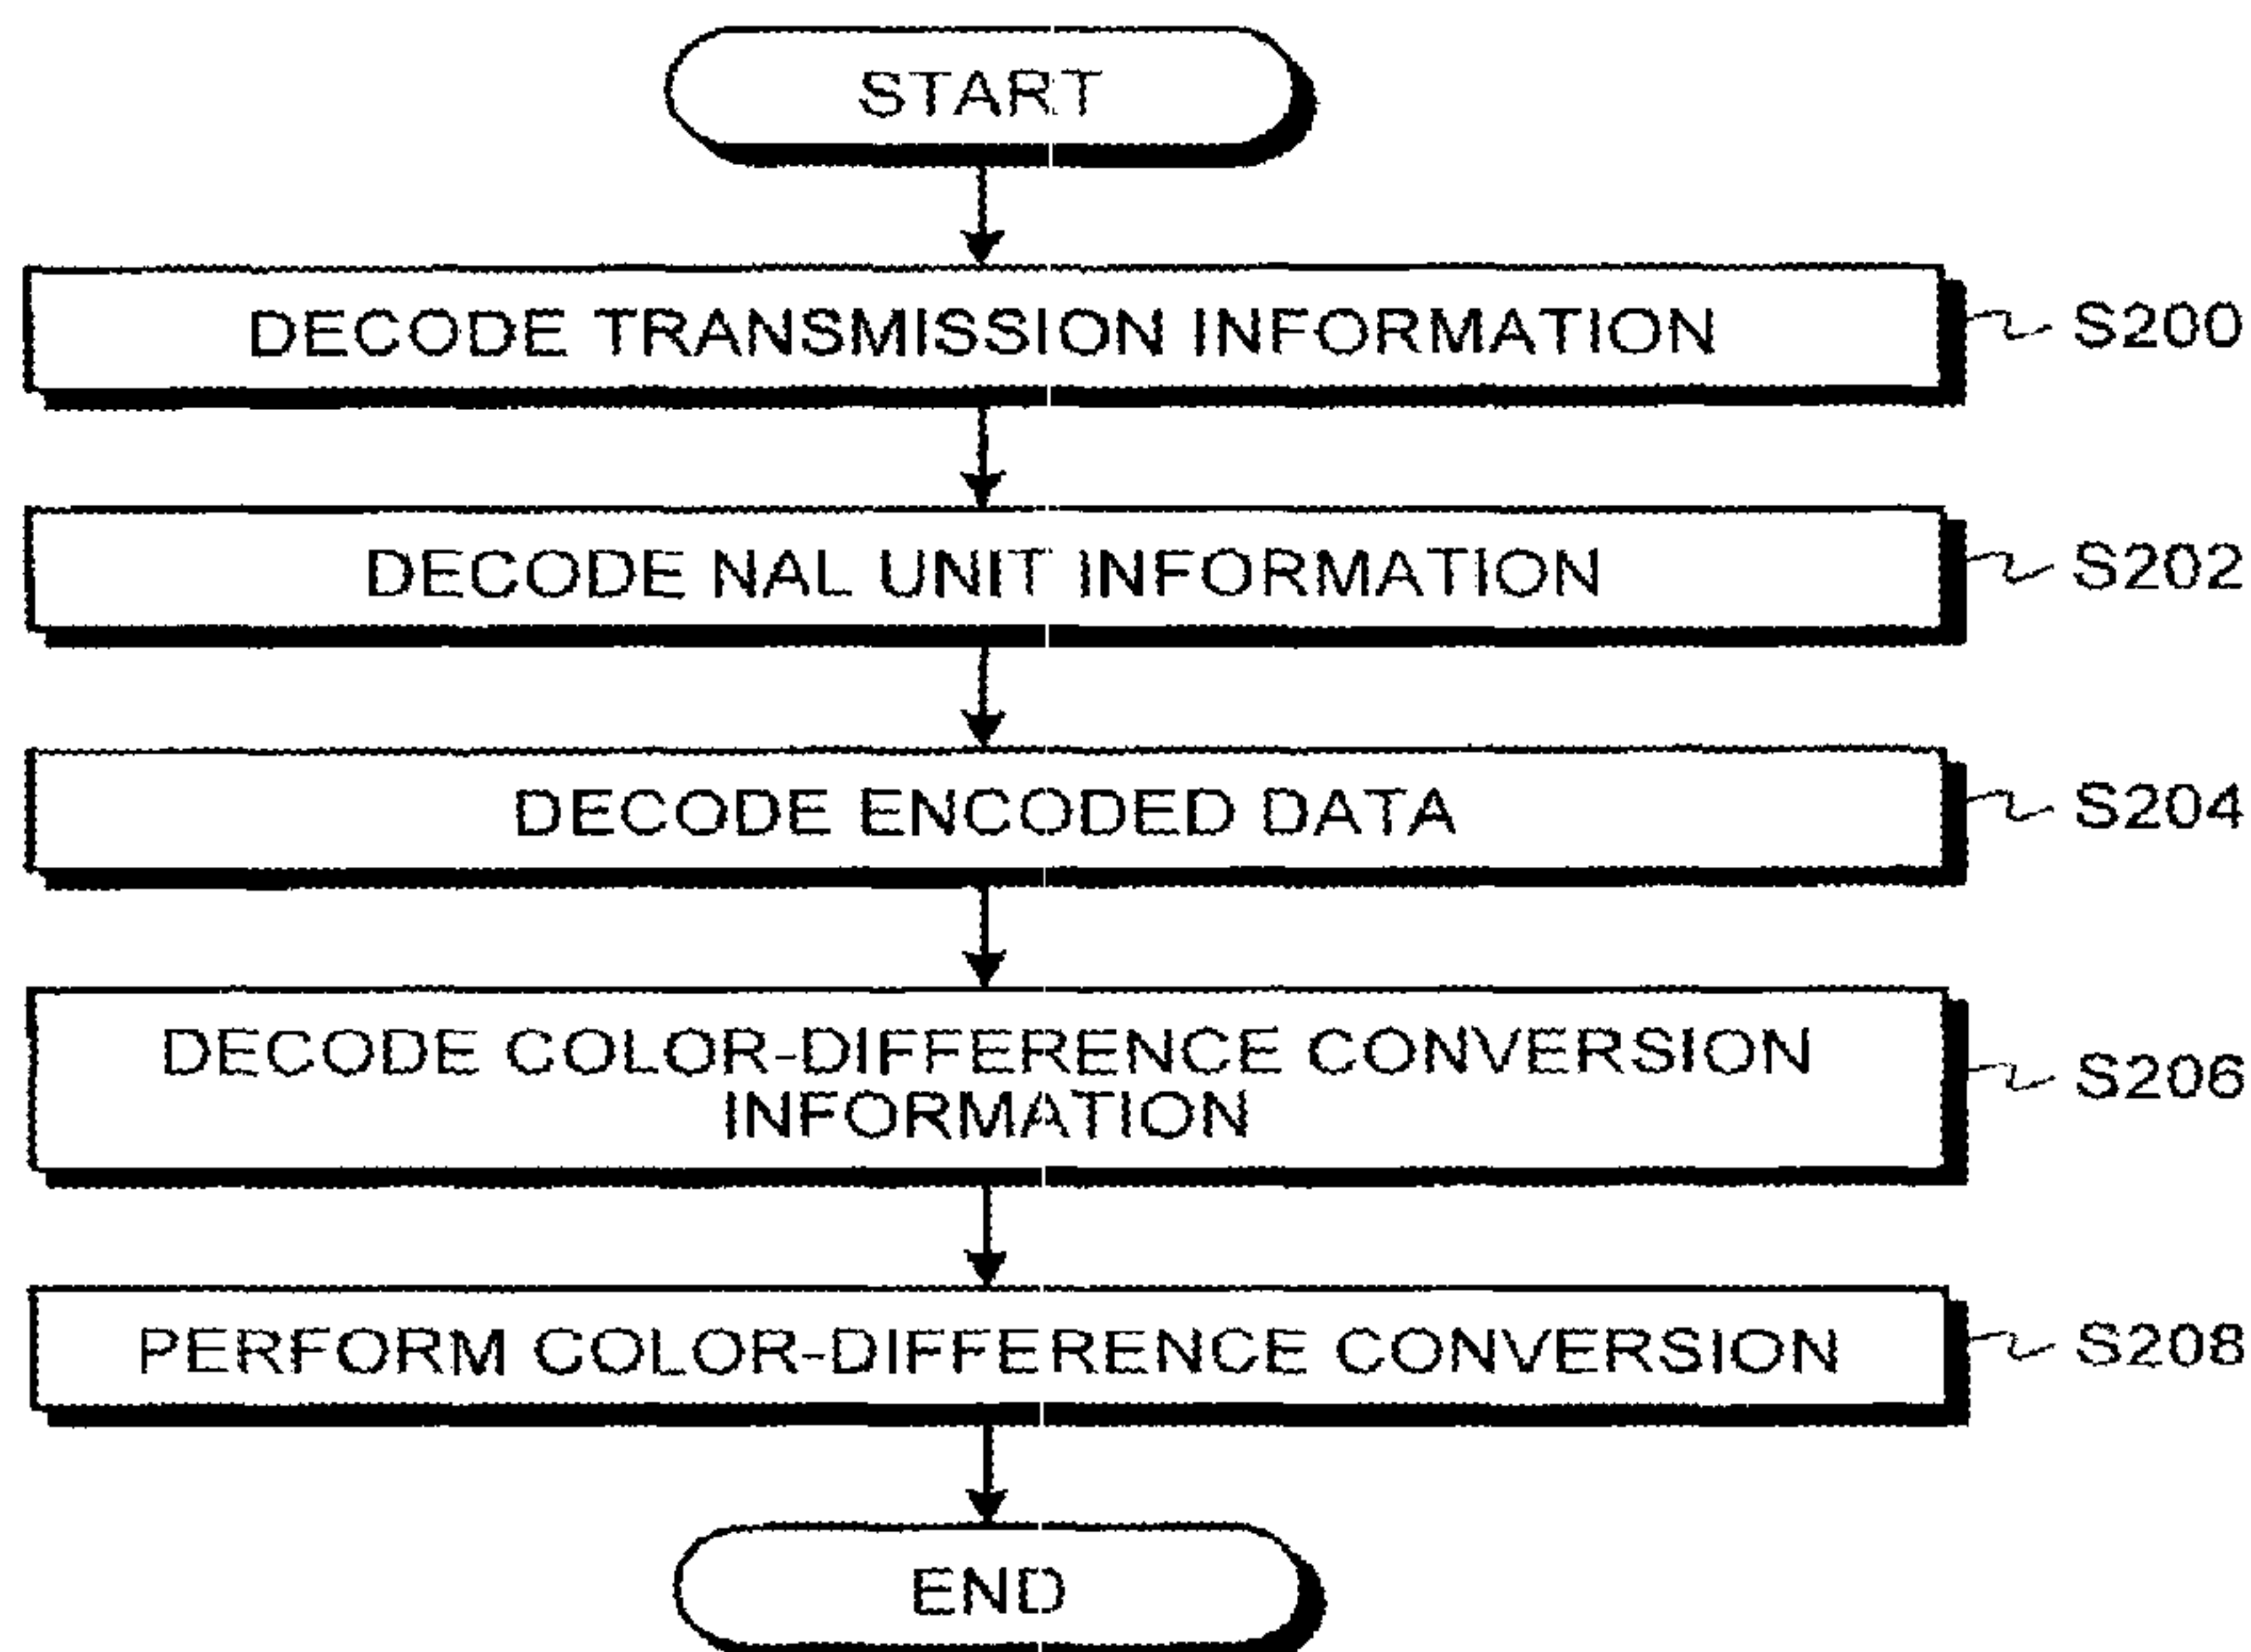 START
DECODE TRANSMISSION INFORMATION
S200
DECODE NAL UNIT INFORMATION
S202
DECODE ENCODED DATA
S204
DECODE COLOR-DIFFERENCE CONVERSION
INFORMATION
S206
PERFORM COLOR-DIFFERENCE CONVERSION
S208
END